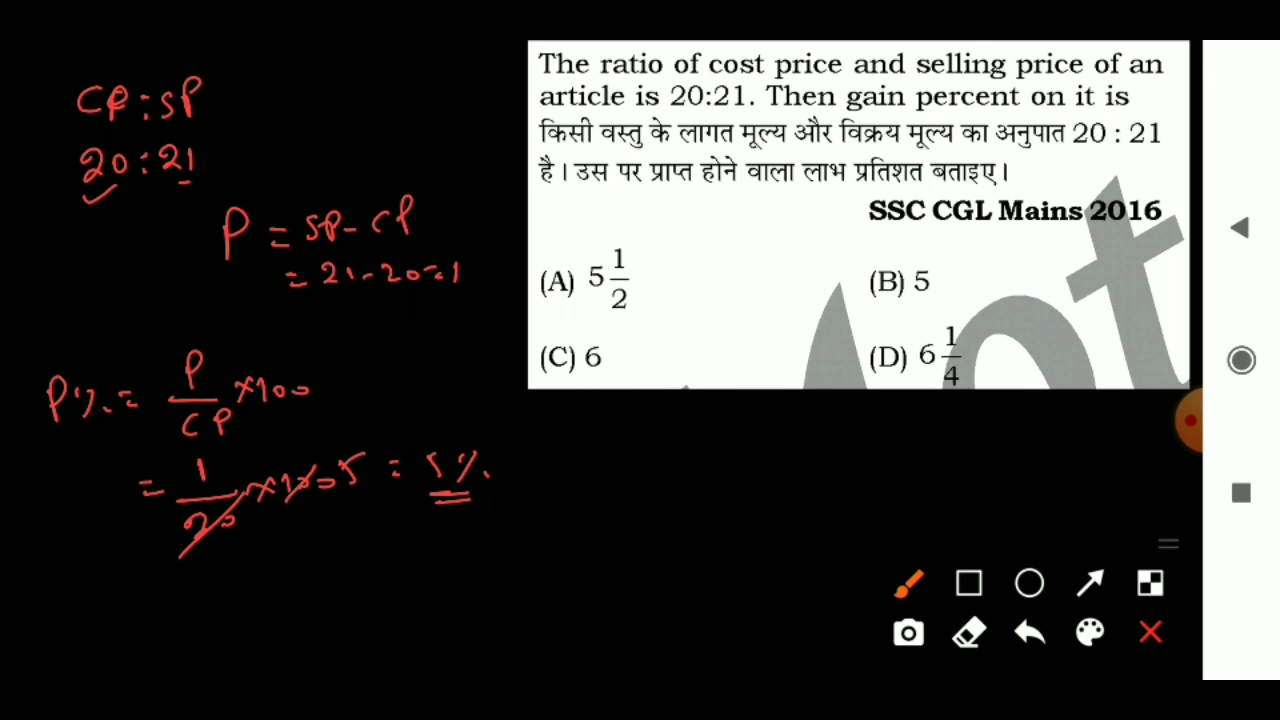 CP : SP
20 : 21
P = SP - CP
= 21 - 20 = 1
P% = P/CP × 100
= 1/20 × 100 5 = 5%
The ratio of cost price and selling price of an
article is 20:21. Then gain percent on it is
किसी वस्तु के लागत मूल्य और विक्रय मूल्य का अनुपात 20 : 21
है। उस पर प्राप्त होने वाला लाभ प्रतिशत बताइए।
SSC CGL Mains 2016
(A) 5 1/2 (B) 5
(C) 6 (D) 6 1/4